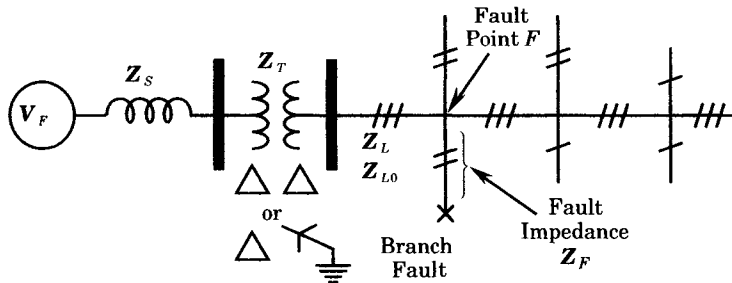 Fault
Point F
Z_S
Z_T
V_F
Z_L
Z_L0
or
Branch
Fault
Fault
Impedance
Z_F